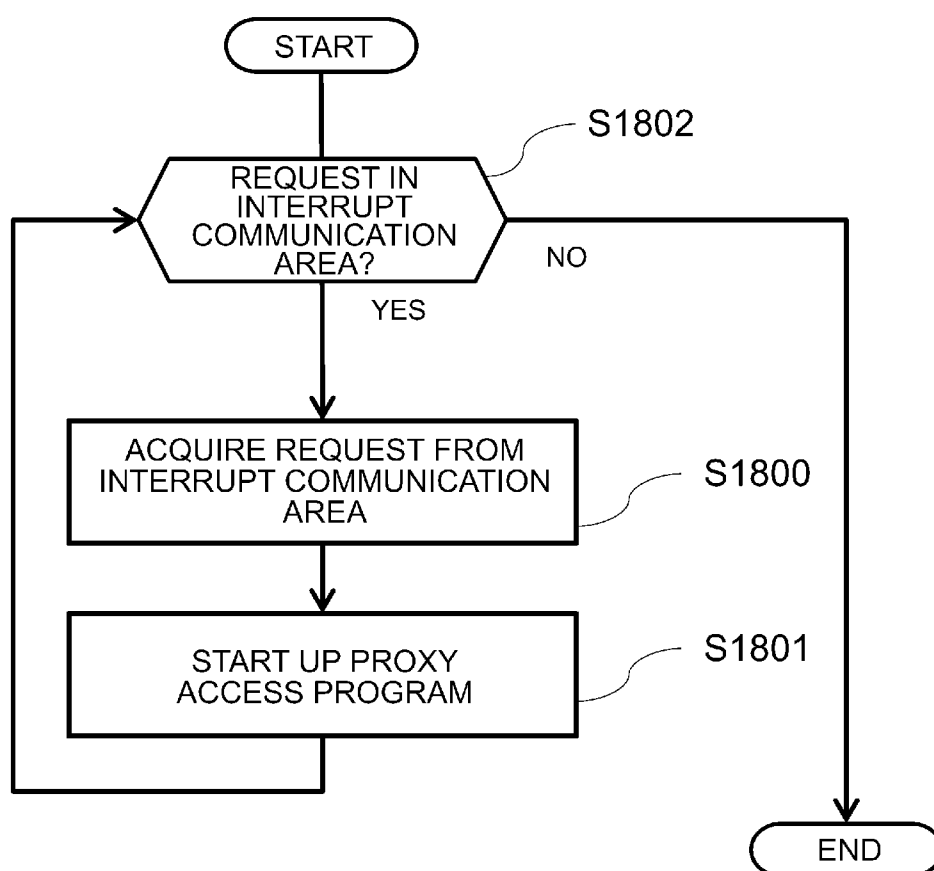 START
S1802
REQUEST IN
INTERRUPT
COMMUNICATION
AREA?
NO
YES
ACQUIRE REQUEST FROM
INTERRUPT COMMUNICATION
AREA
S1800
START UP PROXY
ACCESS PROGRAM
S1801
END